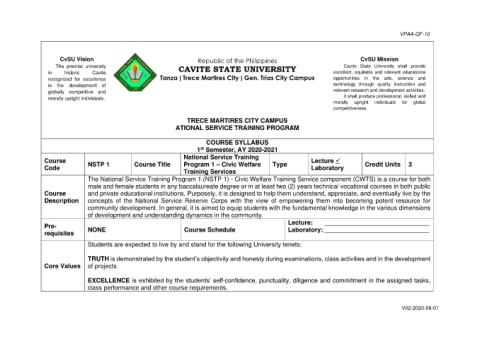 VPAA-QF-10
CvSU Vision
The premier university
in historic Cavite
recognized for excellence
in the development of
globally competitive and
morally upright individuals.
Republic of the Philippines
CAVITE STATE UNIVERSITY
Tanza | Trece Martires City | Gen. Trias City Campus
CvSU Mission
Cavite State University shall provide
excellent, equitable and relevant educational
opportunities in the arts, science and
technology through quality instruction and
relevant research and development activities.
It shall produce professional, skilled and
morally upright individuals for global
competitiveness.
TRECE MARTIRES CITY CAMPUS
ATIONAL SERVICE TRAINING PROGRAM
COURSE SYLLABUS
1st Semester, AY 2020-2021
Course Code NSTP 1 Course Title National Service Training Program 1 – Civic Welfare Training Services Type Lecture ✓ Laboratory Credit Units 3
Course Description
The National Service Training Program 1 (NSTP 1) - Civic Welfare Training Service component (CWTS) is a course for both
male and female students in any baccalaureate degree or in at least two (2) years technical vocational courses in both public
and private educational institutions. Purposely, it is designed to help them understand, appreciate, and eventually live by the
concepts of the National Service Reserve Corps with the view of empowering them into becoming potent resource for
community development. In general, it is aimed to equip students with the fundamental knowledge in the various dimensions
of development and understanding dynamics in the community.
Pre-requisites NONE Course Schedule Lecture: Laboratory:
Core Values
Students are expected to live by and stand for the following University tenets:
TRUTH is demonstrated by the student's objectivity and honesty during examinations, class activities and in the development
of projects.
EXCELLENCE is exhibited by the students' self-confidence, punctuality, diligence and commitment in the assigned tasks,
class performance and other course requirements.
V02-2020-06-01